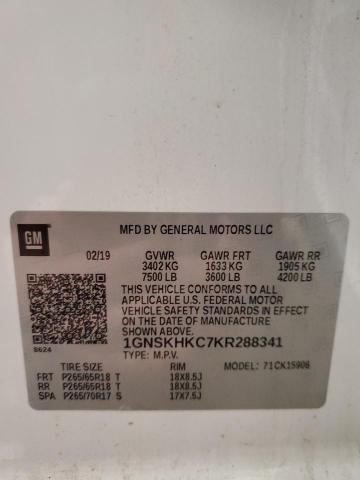 GM
MFD BY GENERAL MOTORS LLC
02/19 GVWR GAWR FRT GAWR RR
3402 KG 1633 KG 1905 KG
7500 LB 3600 LB 4200 LB
THIS VEHICLE CONFORMS TO ALL
APPLICABLE U.S. FEDERAL MOTOR
VEHICLE SAFETY STANDARDS IN EFFECT
ON THE DATE OF MANUFACTURE
SHOWN ABOVE.
8624
1GNSKHKC7KR288341
TYPE: M.P.V. MODEL: 71CK15906
TIRE SIZE RIM
FRT P265/65R18 T 18X8.5J
RR P265/65R18 T 18X8.5J
SPA P265/70R17 S 17X7.5J